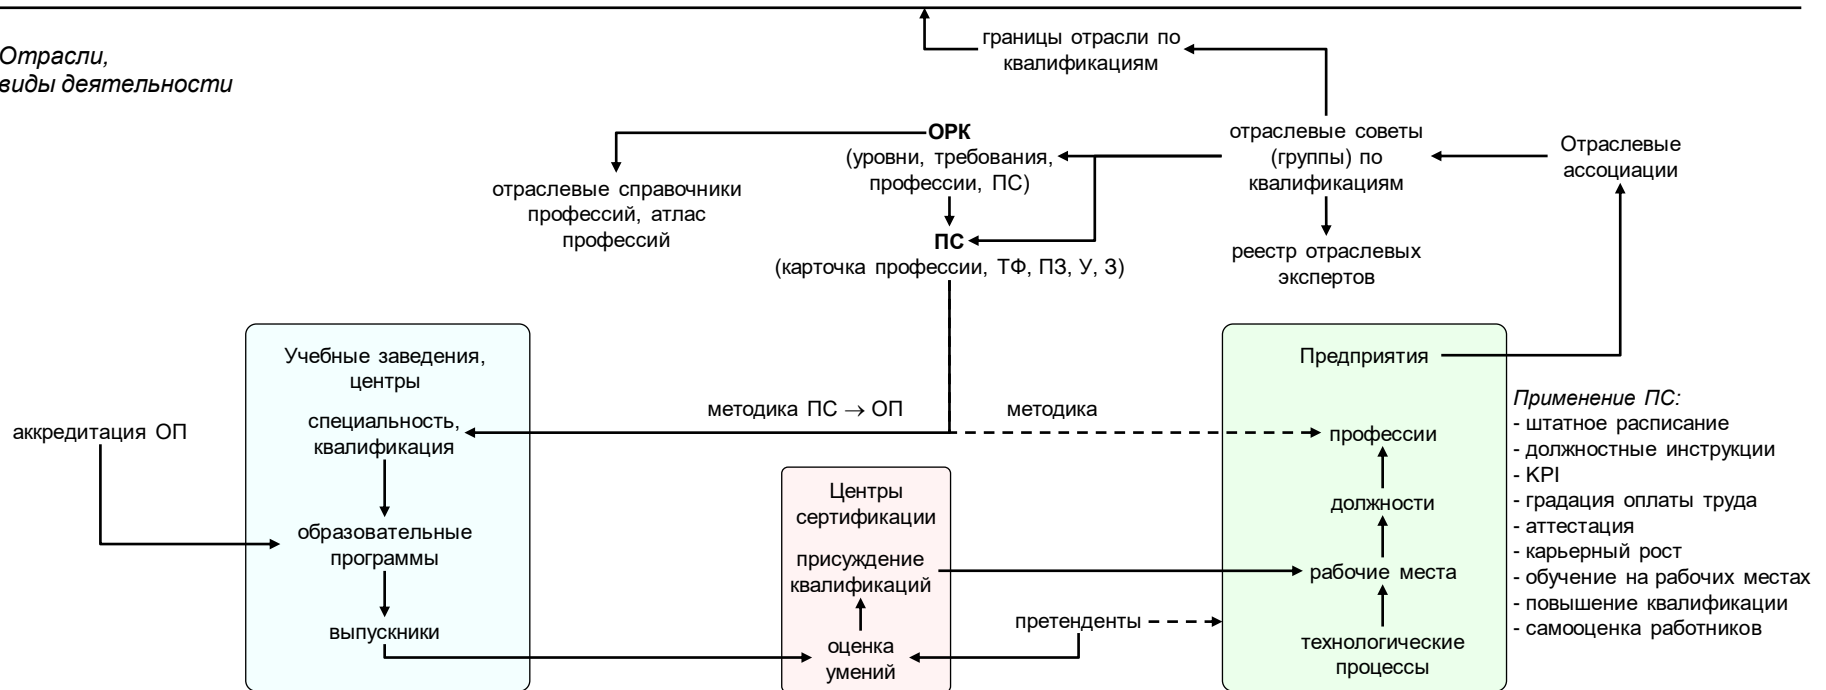 Отрасли,
виды деятельности
границы отрасли по
квалификациям
ОРК
(уровни, требования,
профессии, ПС)
отраслевые советы
(группы) по
квалификациям
Отраслевые
ассоциации
отраслевые справочники
профессий, атлас
профессий
ПС
(карточка профессии, ТФ, ПЗ, У, З)
реестр отраслевых
экспертов
Учебные заведения,
центры
специальность,
квалификация
образовательные
программы
выпускники
аккредитация ОП
методика ПС → ОП
методика
Центры
сертификации
присуждение
квалификаций
оценка
умений
претенденты
Предприятия
профессии
должности
рабочие места
технологические
процессы
Применение ПС:
- штатное расписание
- должностные инструкции
- KPI
- градация оплаты труда
- аттестация
- карьерный рост
- обучение на рабочих местах
- повышение квалификации
- самооценка работников